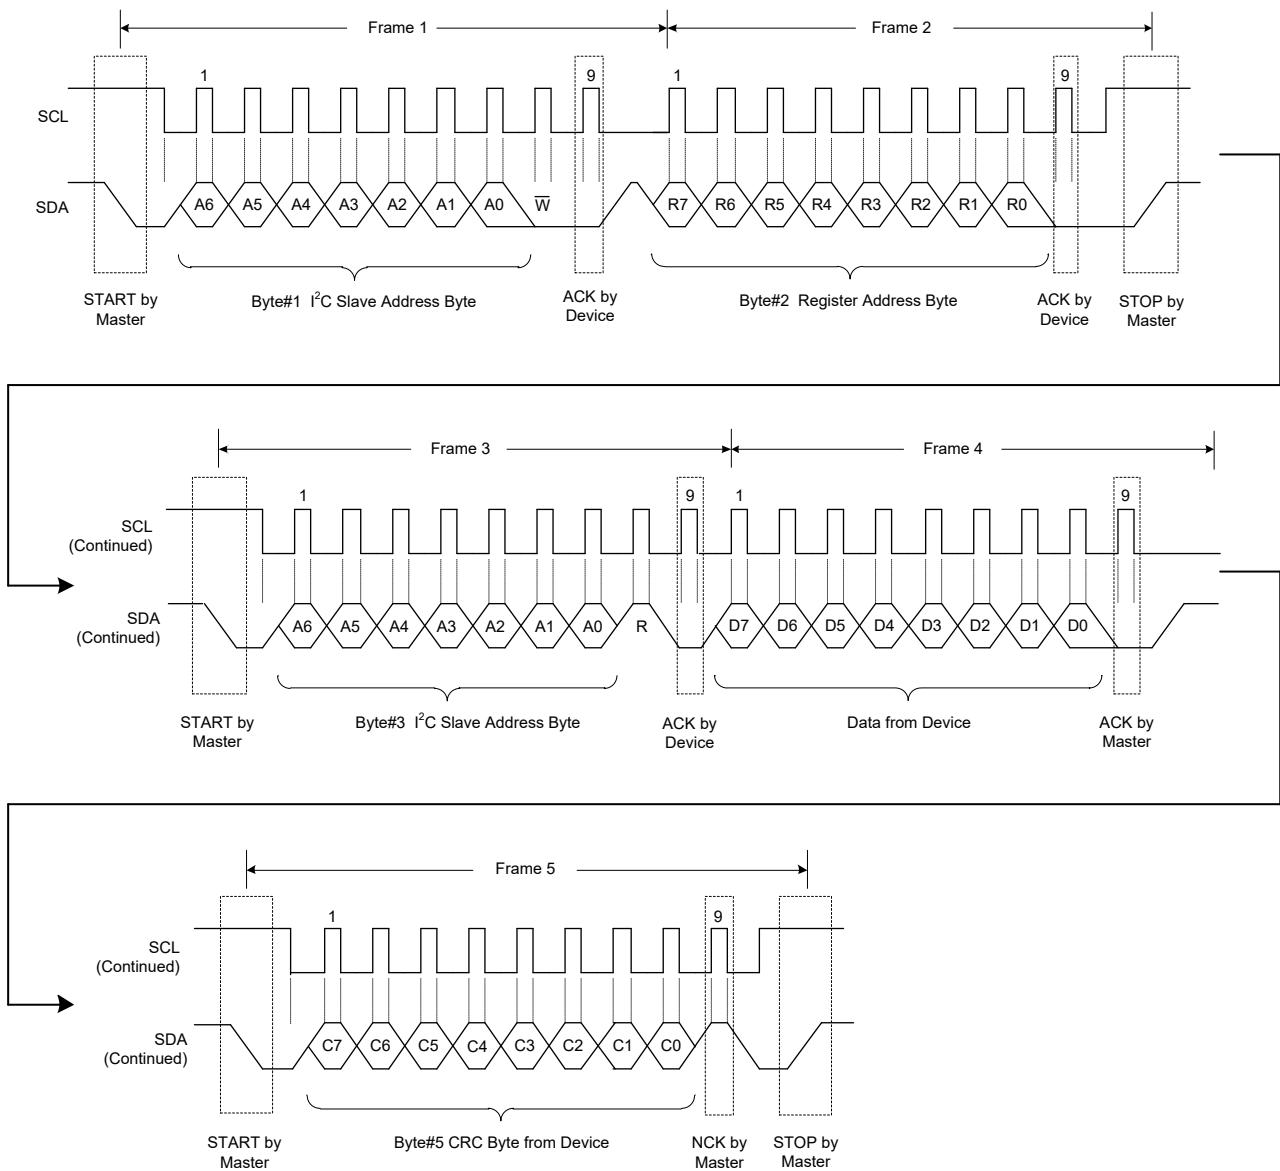 Frame 1 Frame 2
1 9 1 9
SCL
SDA A6 A5 A4 A3 A2 A1 A0 W̅ R7 R6 R5 R4 R3 R2 R1 R0
START by Master
Byte#1 I²C Slave Address Byte
ACK by Device
Byte#2 Register Address Byte
ACK by Device
STOP by Master
Frame 3 Frame 4
1 9 1 9
SCL (Continued)
SDA (Continued) A6 A5 A4 A3 A2 A1 A0 R D7 D6 D5 D4 D3 D2 D1 D0
START by Master
Byte#3 I²C Slave Address Byte
ACK by Device
Data from Device
ACK by Master
Frame 5
1 9
SCL (Continued)
SDA (Continued) C7 C6 C5 C4 C3 C2 C1 C0
START by Master
Byte#5 CRC Byte from Device
NCK by Master
STOP by Master